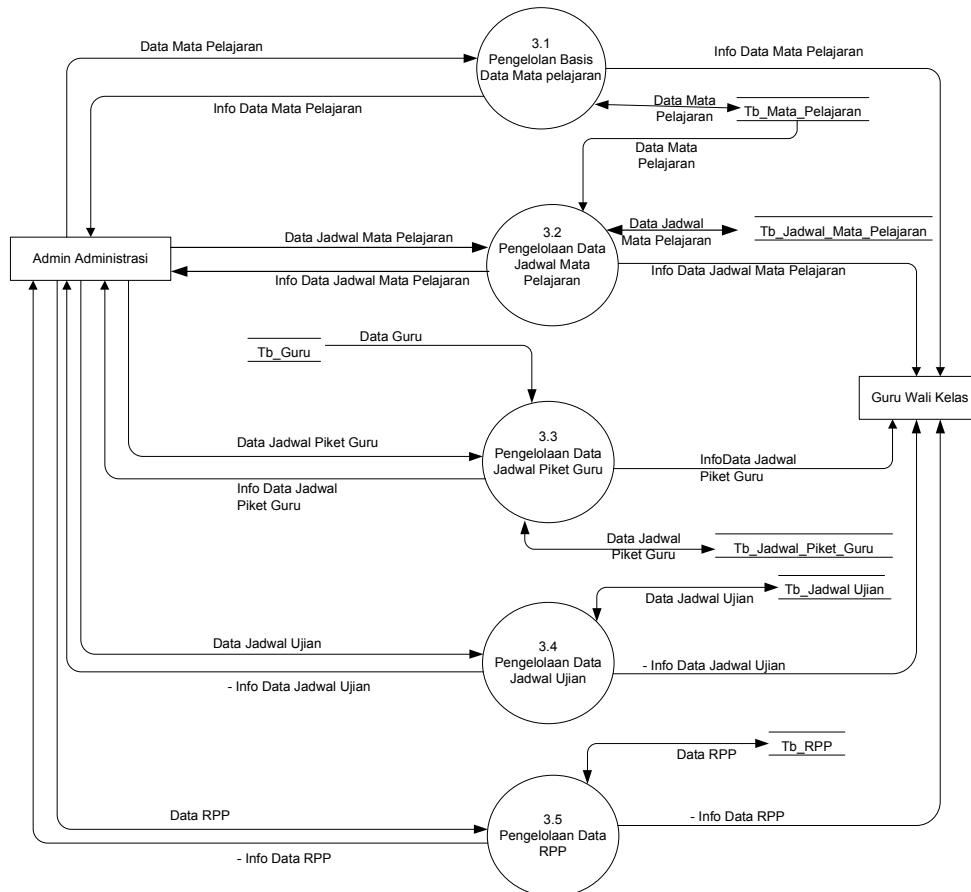 Data Mata Pelajaran
3.1
Pengelolan Basis
Data Mata pelajaran
Info Data Mata Pelajaran
Info Data Mata Pelajaran
Data Mata
Pelajaran
Tb_Mata_Pelajaran
Data Mata
Pelajaran
Admin Administrasi
Data Jadwal Mata Pelajaran
Info Data Jadwal Mata Pelajaran
3.2
Pengelolaan Data
Jadwal Mata
Pelajaran
Data Jadwal
Mata Pelajaran
Tb_Jadwal_Mata_Pelajaran
Info Data Jadwal Mata Pelajaran
Data Guru
Tb_Guru
Guru Wali Kelas
Data Jadwal Piket Guru
Info Data Jadwal
Piket Guru
3.3
Pengelolaan Data
Jadwal Piket Guru
InfoData Jadwal
Piket Guru
Data Jadwal
Piket Guru
Tb_Jadwal_Piket_Guru
Tb_Jadwal Ujian
Data Jadwal Ujian
Data Jadwal Ujian
- Info Data Jadwal Ujian
3.4
Pengelolaan Data
Jadwal Ujian
- Info Data Jadwal Ujian
Tb_RPP
Data RPP
Data RPP
- Info Data RPP
3.5
Pengelolaan Data
RPP
- Info Data RPP